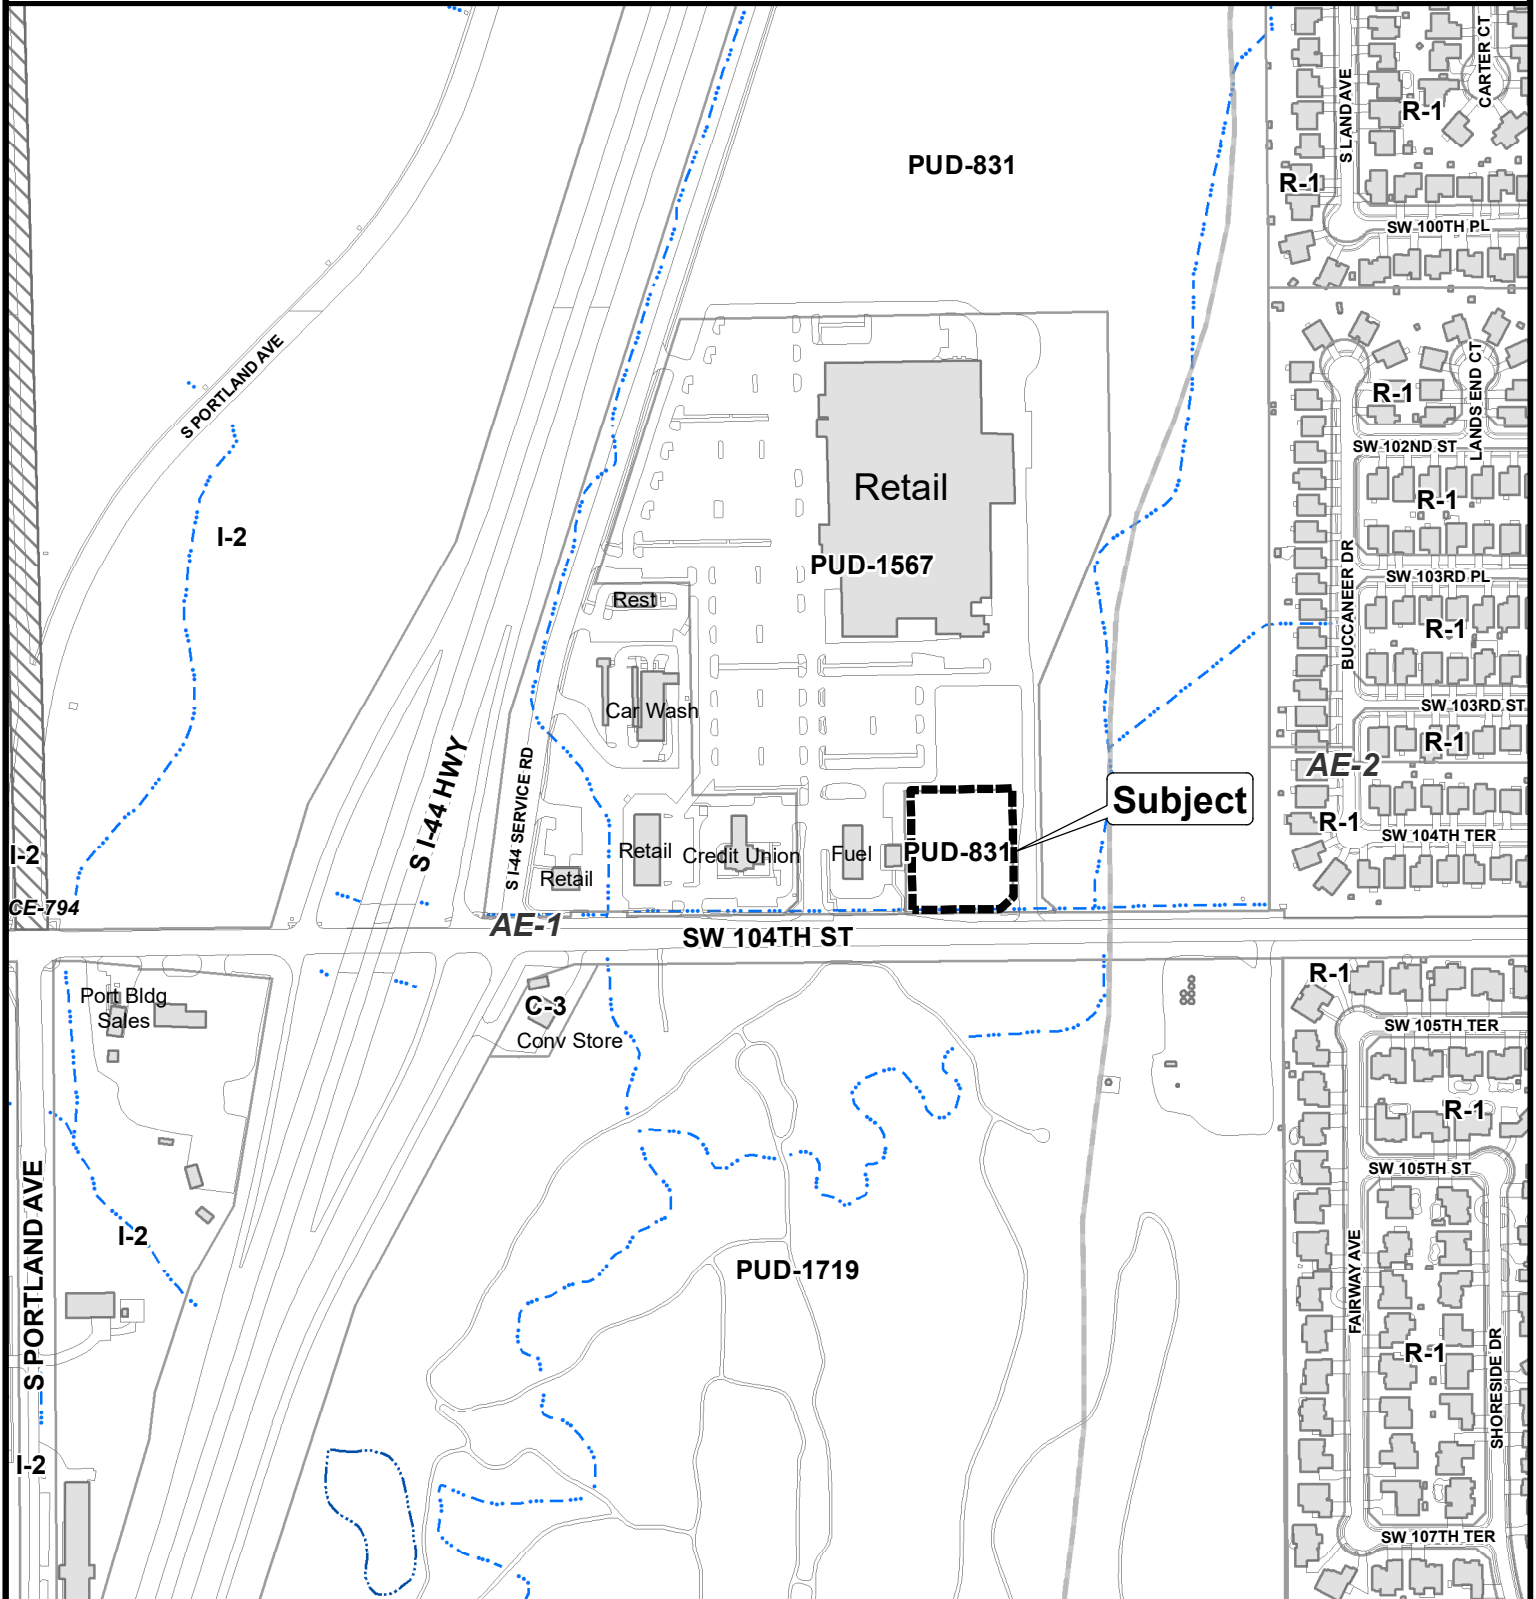 CARTER CT
S LAND AVE
R-1
PUD-831
R-1
SW 100TH PL
S PORTLAND AVE
LANDS END CT
R-1
SW 102ND ST
Retail
R-1
I-2
PUD-1567
BUCCANEER DR
SW 103RD PL
Rest
R-1
Car Wash
SW 103RD ST
S I-44 HWY
S I-44 SERVICE RD
R-1
AE-2
Subject
R-1
SW 104TH TER
I-2
Retail
Credit Union
Fuel
PUD-831
Retail
CE-794
AE-1
SW 104TH ST
R-1
Port Bldg
Sales
C-3
Conv Store
SW 105TH TER
R-1
SW 105TH ST
S PORTLAND AVE
I-2
PUD-1719
FAIRWAY AVE
R-1
SHORESIDE DR
I-2
SW 107TH TER